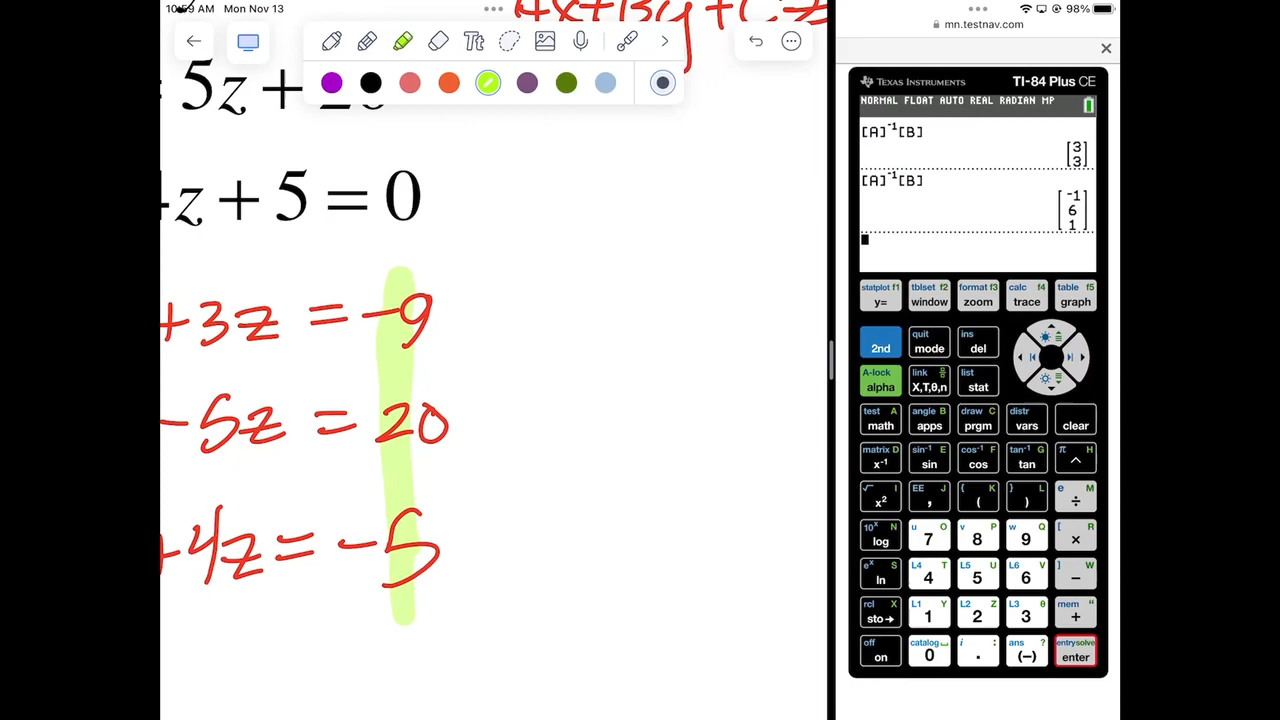 10:59 AM Mon Nov 13
98%
mn.testnav.com
Tt
= 5z + 20
4z + 5 = 0
+3z = -9
-5z = 20
+4z = -5
TEXAS INSTRUMENTS TI-84 Plus CE
NORMAL FLOAT AUTO REAL RADIAN MP
[A]⁻¹[B]
[3
3]
[A]⁻¹[B]
[-1
6
1]
statplot f1 tblset f2 format f3 calc f4 table f5
y= window zoom trace graph
quit ins
2nd mode del
A-lock link list
alpha X,T,θ,n stat
test A angle B draw C distr
math apps prgm vars clear
matrix D sin⁻¹ E cos⁻¹ F tan⁻¹ G π H
x⁻¹ sin cos tan ^
√ I EE J { K } L e M
x² , ( ) ÷
10ˣ N u O v P w Q [ R
log 7 8 9 ×
eˣ S L4 T L5 U L6 V ] W
ln 4 5 6 −
rcl X L1 Y L2 Z L3 θ mem "
sto→ 1 2 3 +
off catalog i : ans ? entry solve
on 0 . (−) enter